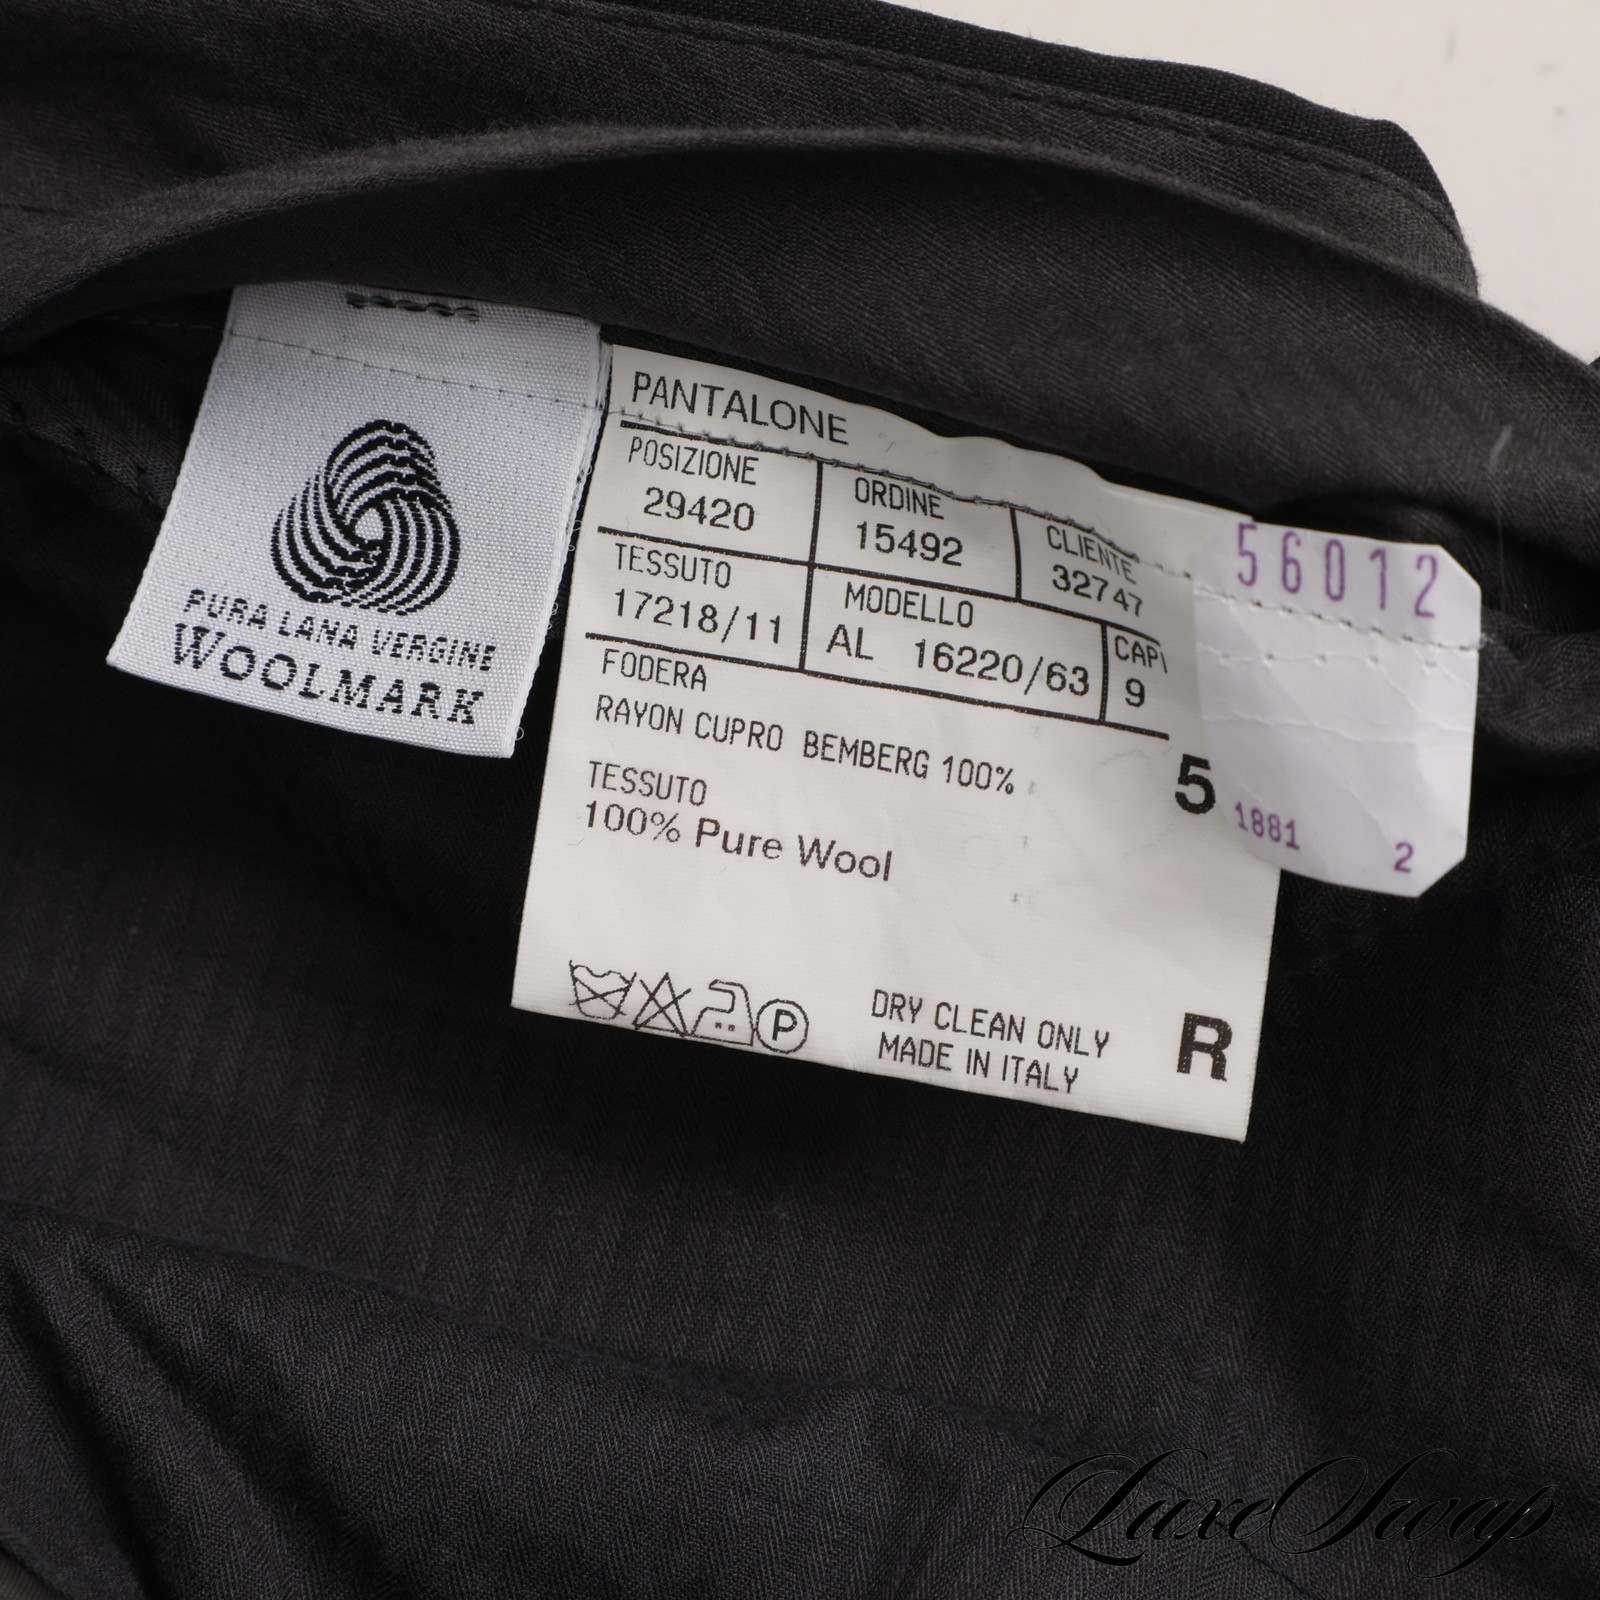 PURA LANA VERGINE
WOOLMARK
PANTALONE
POSIZIONE
29420
ORDINE
15492
CLIENTE
32747
TESSUTO
17218/11
MODELLO
AL 16220/63
CAPI
9
FODERA
RAYON CUPRO BEMBERG 100%
TESSUTO
100% Pure Wool
5
P
DRY CLEAN ONLY
MADE IN ITALY
R
56012
1881 2
LuxeSwap